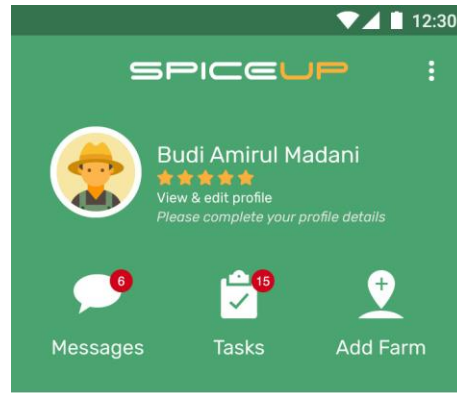 12:30
SPICEUP
Budi Amirul Madani
View & edit profile
Please complete your profile details
6
15
Messages
Tasks
Add Farm